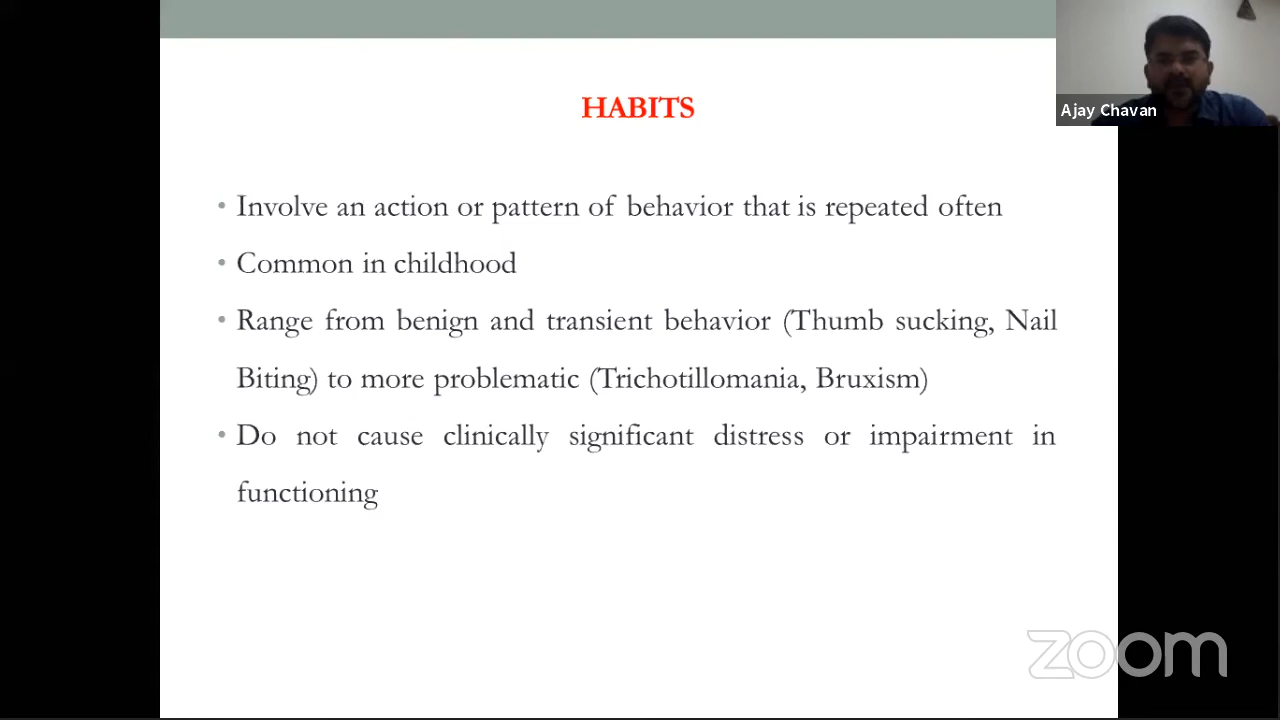 HABITS
Ajay Chavan
• Involve an action or pattern of behavior that is repeated often
• Common in childhood
• Range from benign and transient behavior (Thumb sucking, Nail
Biting) to more problematic (Trichotillomania, Bruxism)
• Do not cause clinically significant distress or impairment in
functioning
zoom